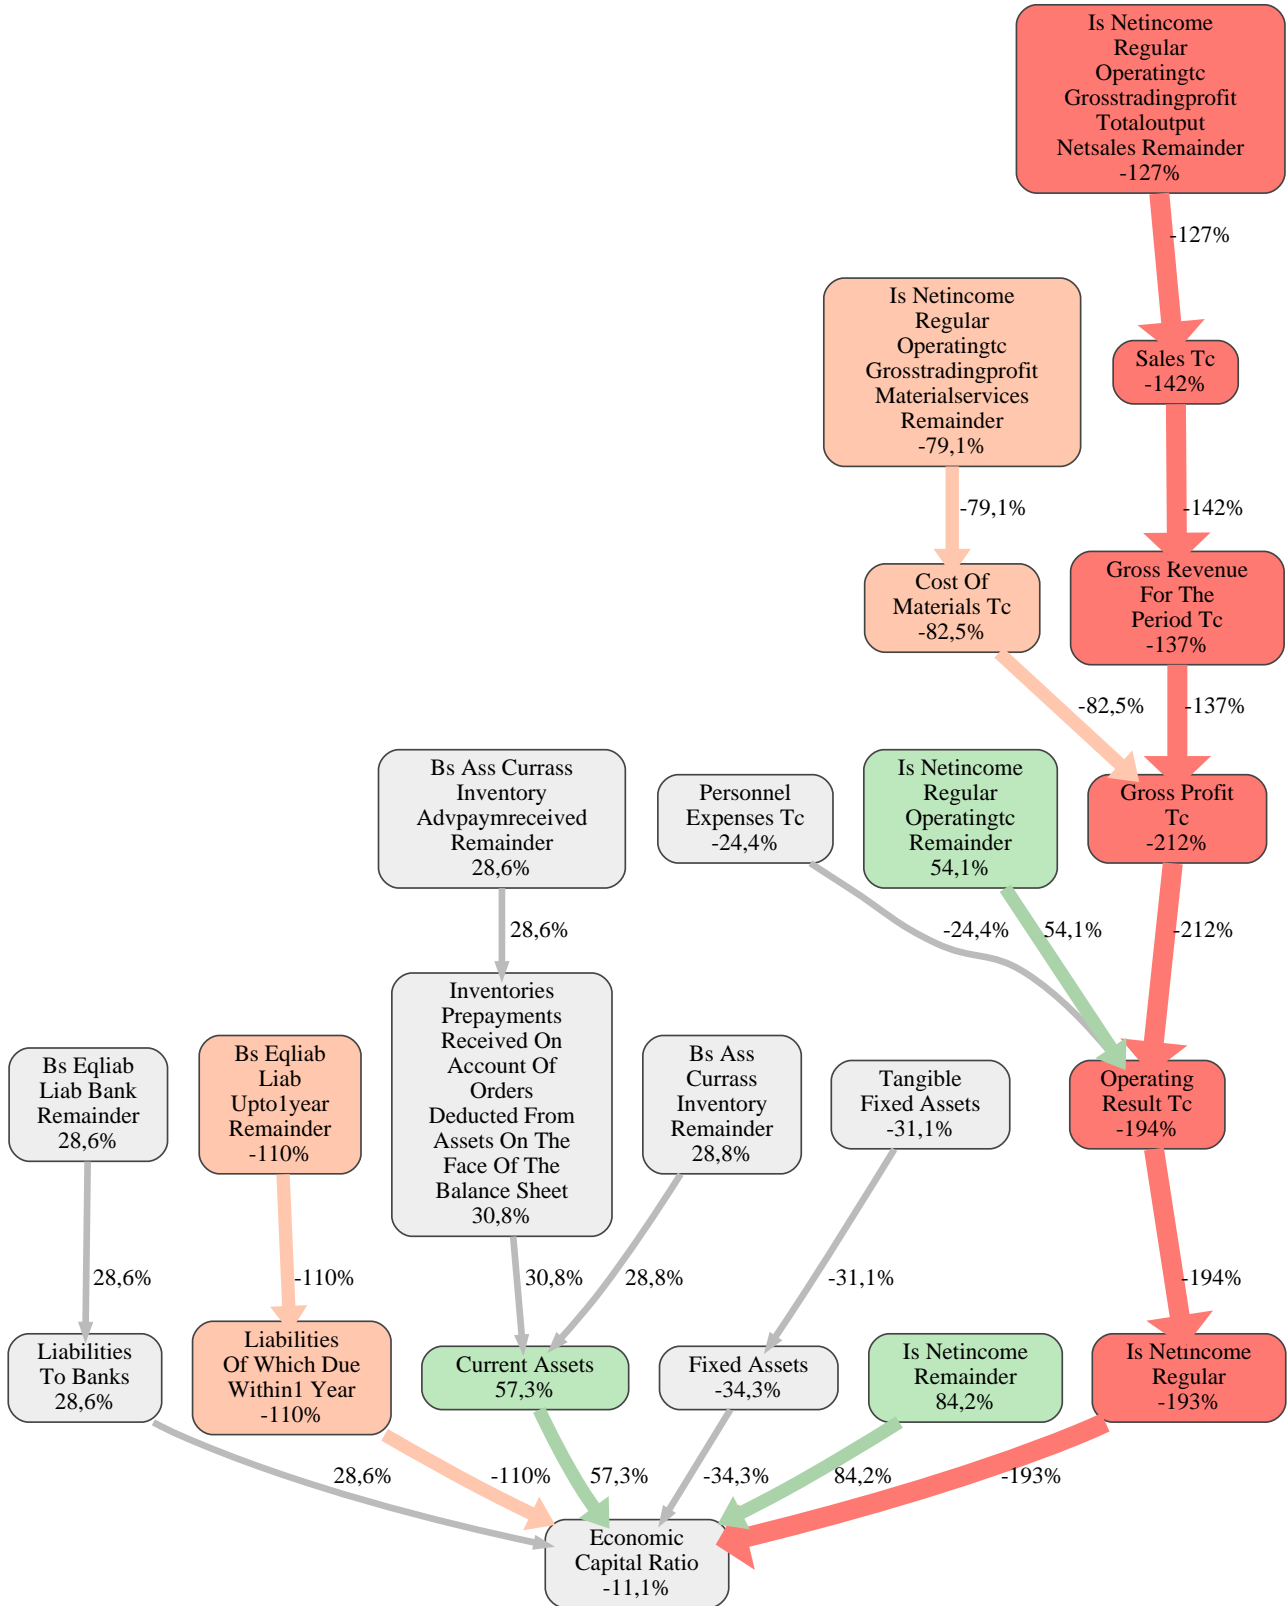 Is Netincome
Regular
Operatingtc
Grosstradingprofit
Totaloutput
Netsales Remainder
-127%
-127%
Is Netincome
Regular
Operatingtc
Grosstradingprofit
Materialservices
Remainder
-79,1%
Sales Tc
-142%
-79,1%
-142%
Cost Of
Materials Tc
-82,5%
Gross Revenue
For The
Period Tc
-137%
-82,5%
-137%
Bs Ass Currass
Inventory
Advpaymreceived
Remainder
28,6%
Personnel
Expenses Tc
-24,4%
Is Netincome
Regular
Operatingtc
Remainder
54,1%
Gross Profit
Tc
-212%
28,6%
-24,4%
54,1%
-212%
Bs Eqliab
Liab Bank
Remainder
28,6%
Bs Eqliab
Liab
Upto1year
Remainder
-110%
Inventories
Prepayments
Received On
Account Of
Orders
Deducted From
Assets On The
Face Of The
Balance Sheet
30,8%
Bs Ass
Currass
Inventory
Remainder
28,8%
Tangible
Fixed Assets
-31,1%
Operating
Result Tc
-194%
28,6%
-110%
30,8%
28,8%
-31,1%
-194%
Liabilities
To Banks
28,6%
Liabilities
Of Which Due
Within1 Year
-110%
Current Assets
57,3%
Fixed Assets
-34,3%
Is Netincome
Remainder
84,2%
Is Netincome
Regular
-193%
28,6%
-110%
57,3%
-34,3%
84,2%
-193%
Economic
Capital Ratio
-11,1%